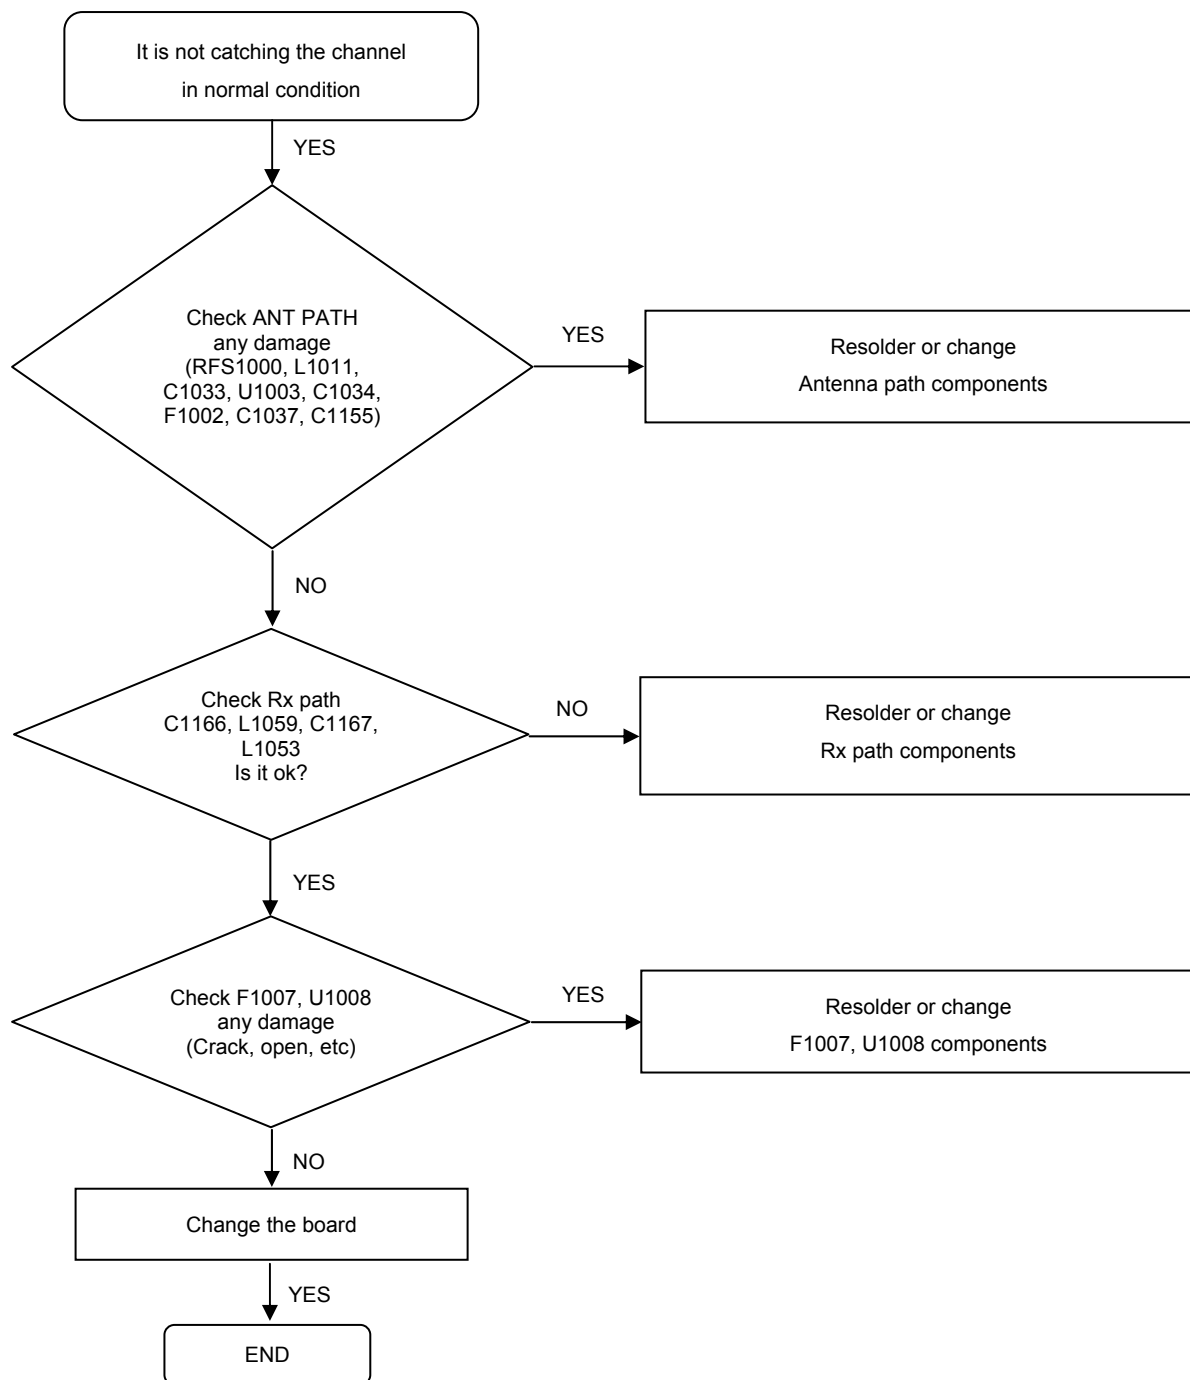 It is not catching the channel
in normal condition
YES
Check ANT PATH
any damage
(RFS1000, L1011,
C1033, U1003, C1034,
F1002, C1037, C1155)
YES
Resolder or change
Antenna path components
NO
Check Rx path
C1166, L1059, C1167,
L1053
Is it ok?
NO
Resolder or change
Rx path components
YES
Check F1007, U1008
any damage
(Crack, open, etc)
YES
Resolder or change
F1007, U1008 components
NO
Change the board
YES
END